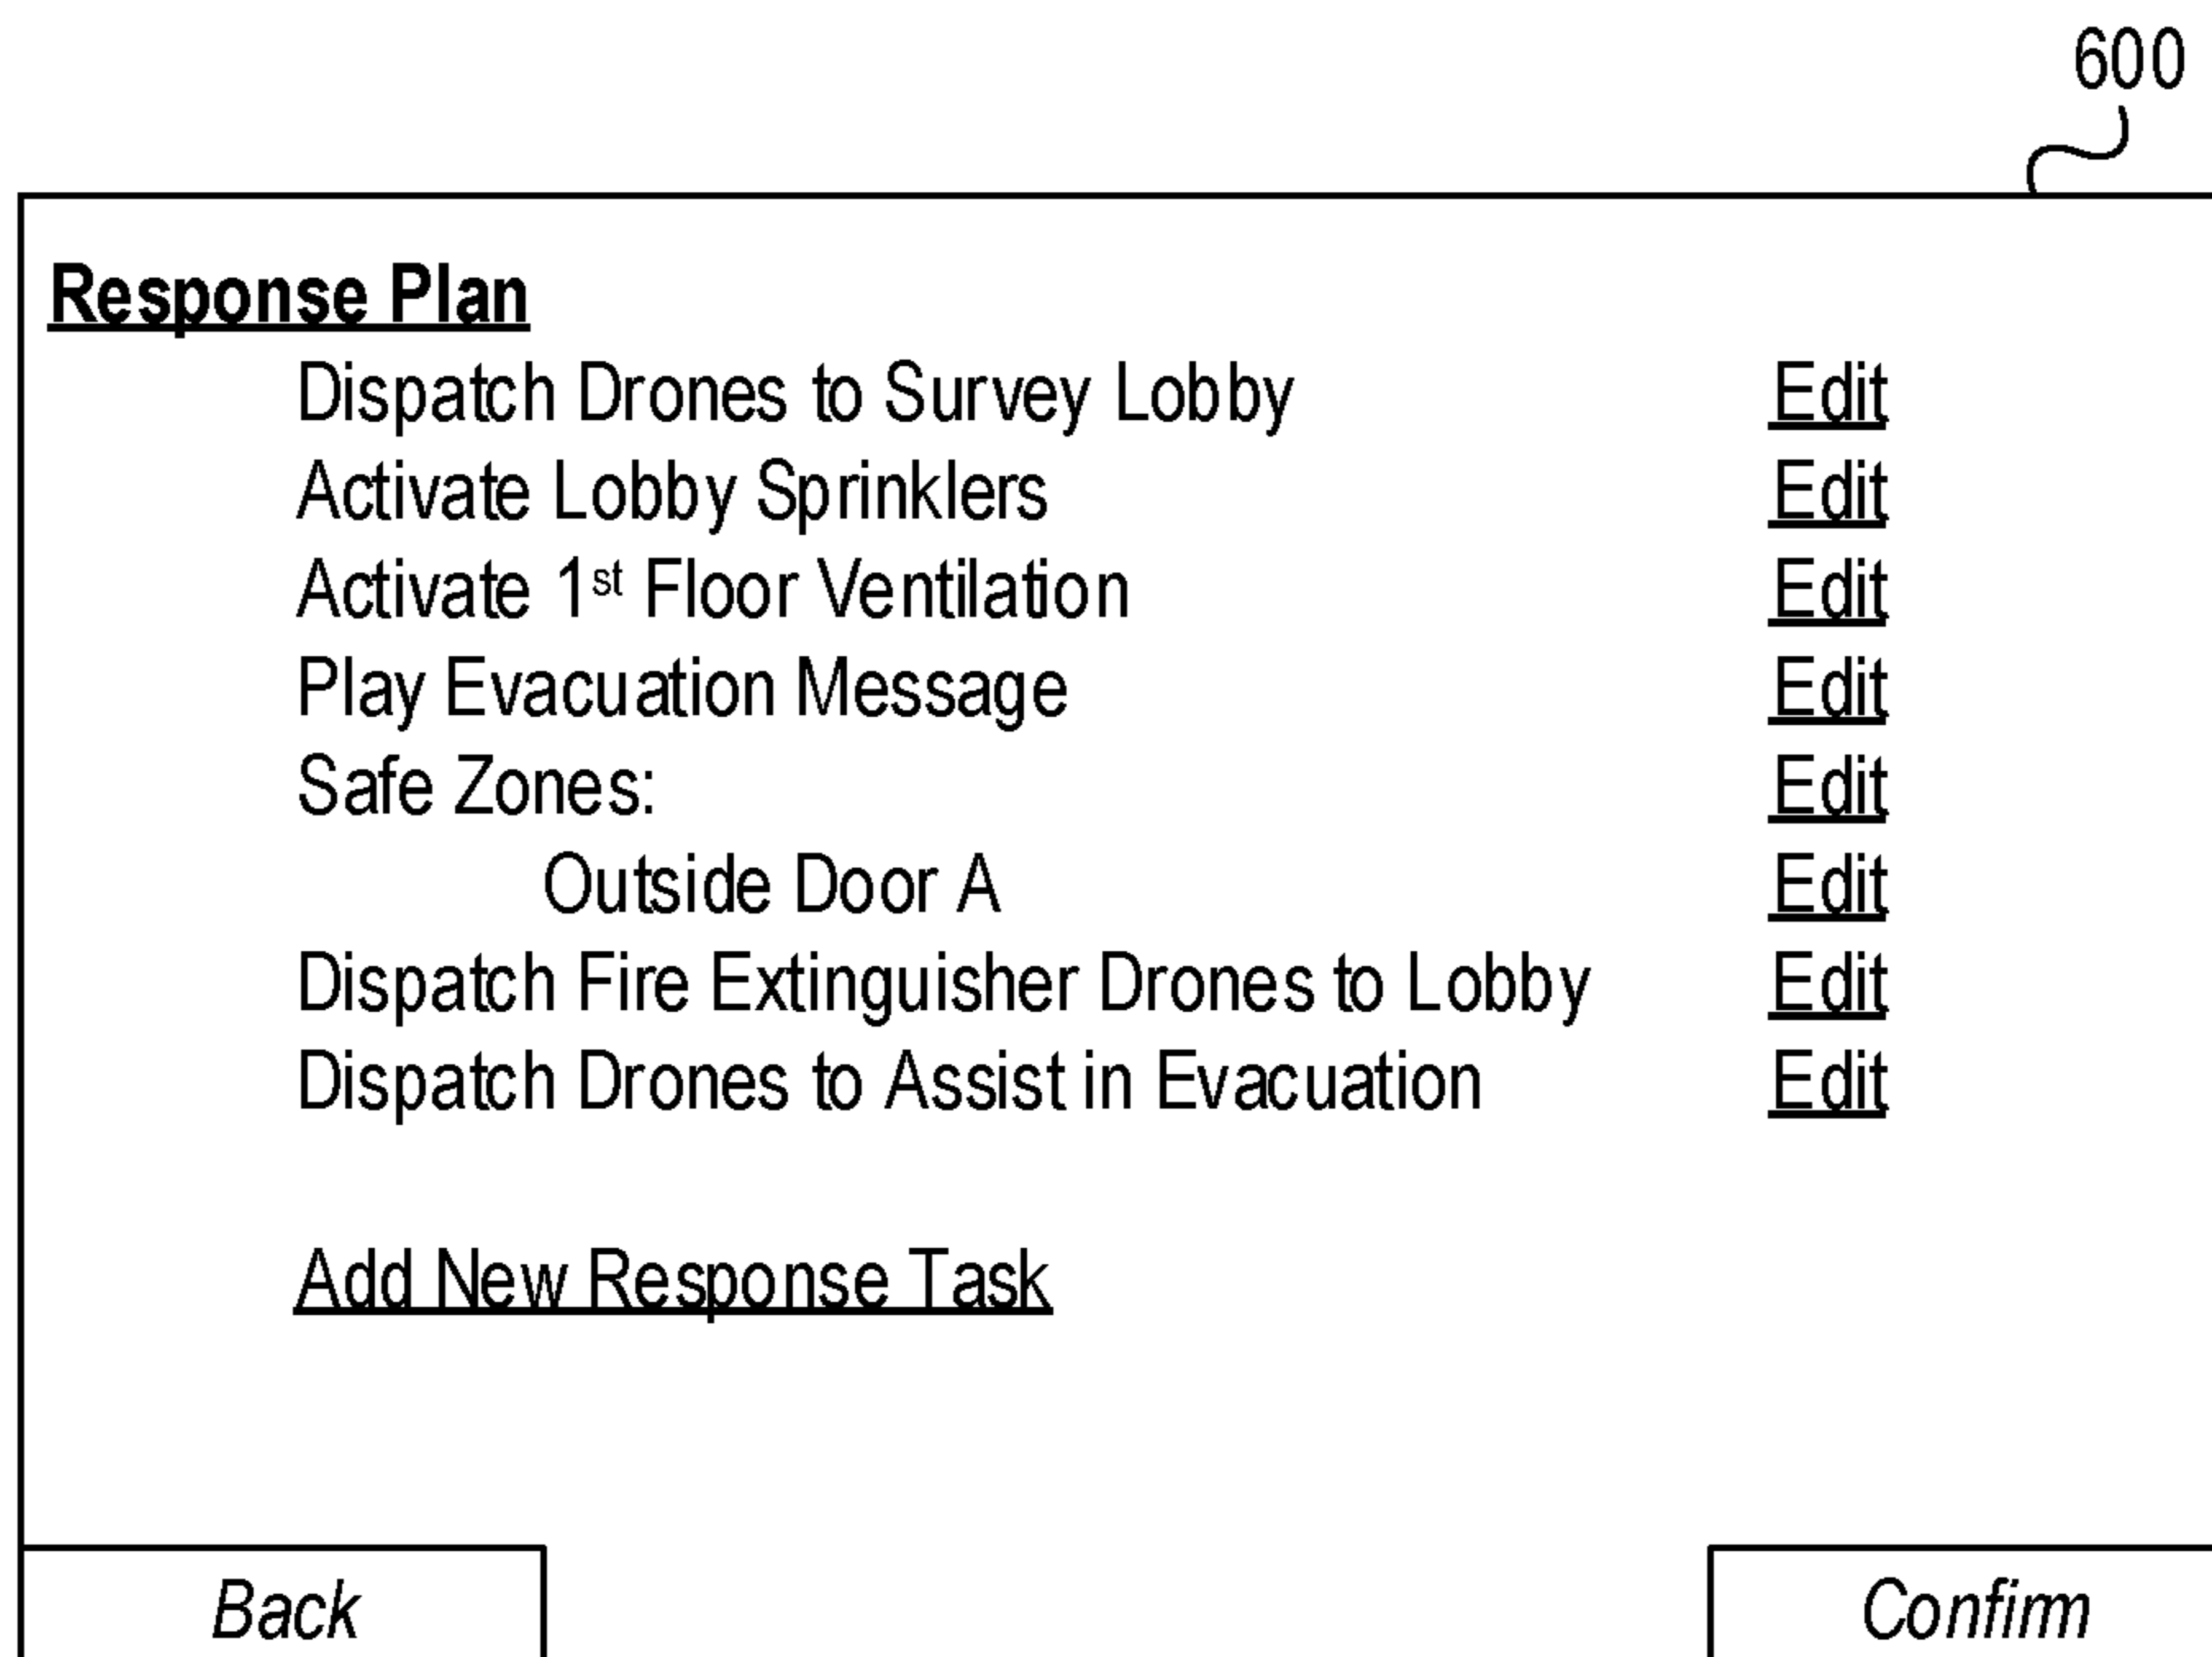 600
Response Plan
Dispatch Drones to Survey Lobby Edit
Activate Lobby Sprinklers Edit
Activate 1st Floor Ventilation Edit
Play Evacuation Message Edit
Safe Zones: Edit
Outside Door A Edit
Dispatch Fire Extinguisher Drones to Lobby Edit
Dispatch Drones to Assist in Evacuation Edit
Add New Response Task
Back Confirm